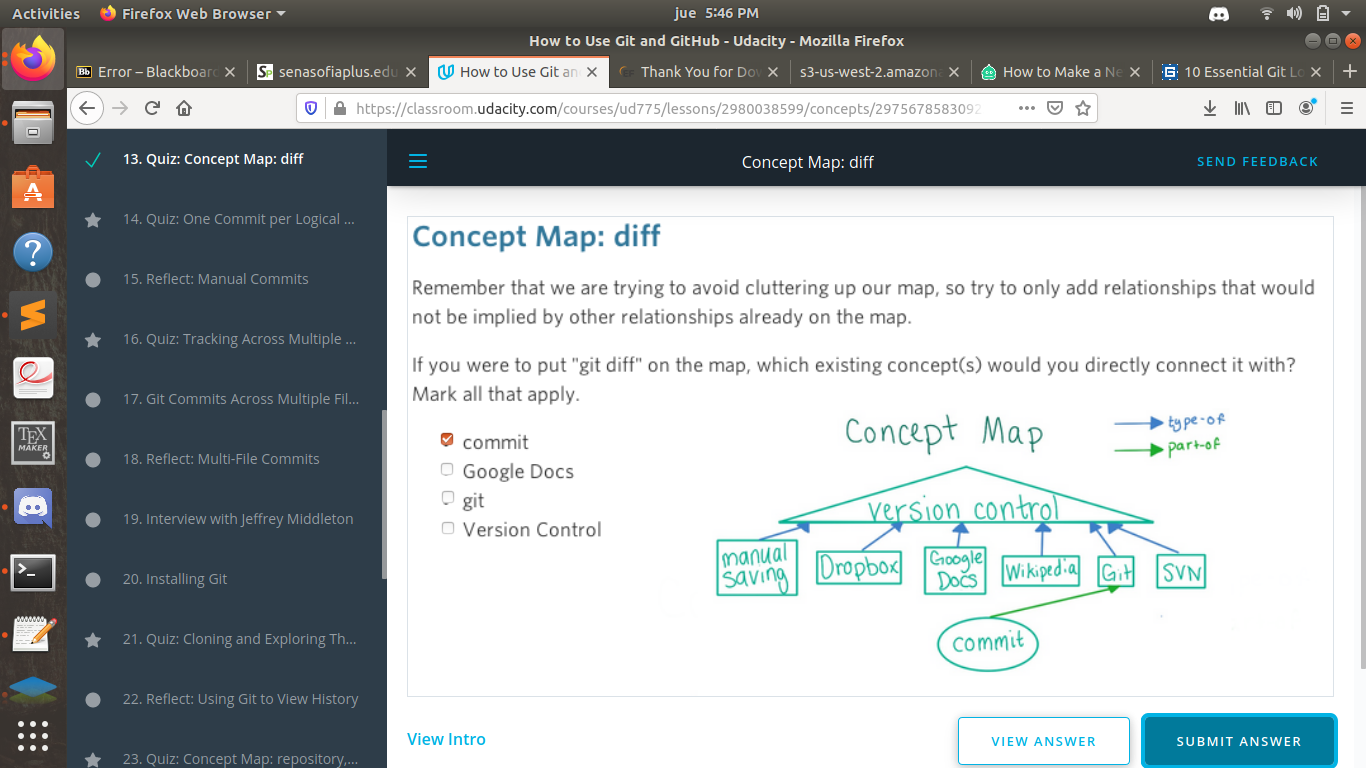 Activities
Firefox Web Browser
jue 5:46 PM
How to Use Git and GitHub - Udacity - Mozilla Firefox
Bb Error – Blackboard
Sp senasofiaplus.edu
How to Use Git an
Thank You for Dow
s3-us-west-2.amazona
How to Make a Ne
G 10 Essential Git Lo
https://classroom.udacity.com/courses/ud775/lessons/2980038599/concepts/2975678583092
13. Quiz: Concept Map: diff
14. Quiz: One Commit per Logical ...
15. Reflect: Manual Commits
16. Quiz: Tracking Across Multiple ...
17. Git Commits Across Multiple Fil...
18. Reflect: Multi-File Commits
19. Interview with Jeffrey Middleton
20. Installing Git
21. Quiz: Cloning and Exploring Th...
22. Reflect: Using Git to View History
23. Quiz: Concept Map: repository,...
TEX
MAKER
Concept Map: diff
SEND FEEDBACK
Concept Map: diff
Remember that we are trying to avoid cluttering up our map, so try to only add relationships that would
not be implied by other relationships already on the map.
If you were to put "git diff" on the map, which existing concept(s) would you directly connect it with?
Mark all that apply.
commit
Google Docs
git
Version Control
Concept Map
type-of
part-of
version control
manual
saving
Dropbox
Google
Docs
Wikipedia
Git
SVN
commit
View Intro
VIEW ANSWER
SUBMIT ANSWER